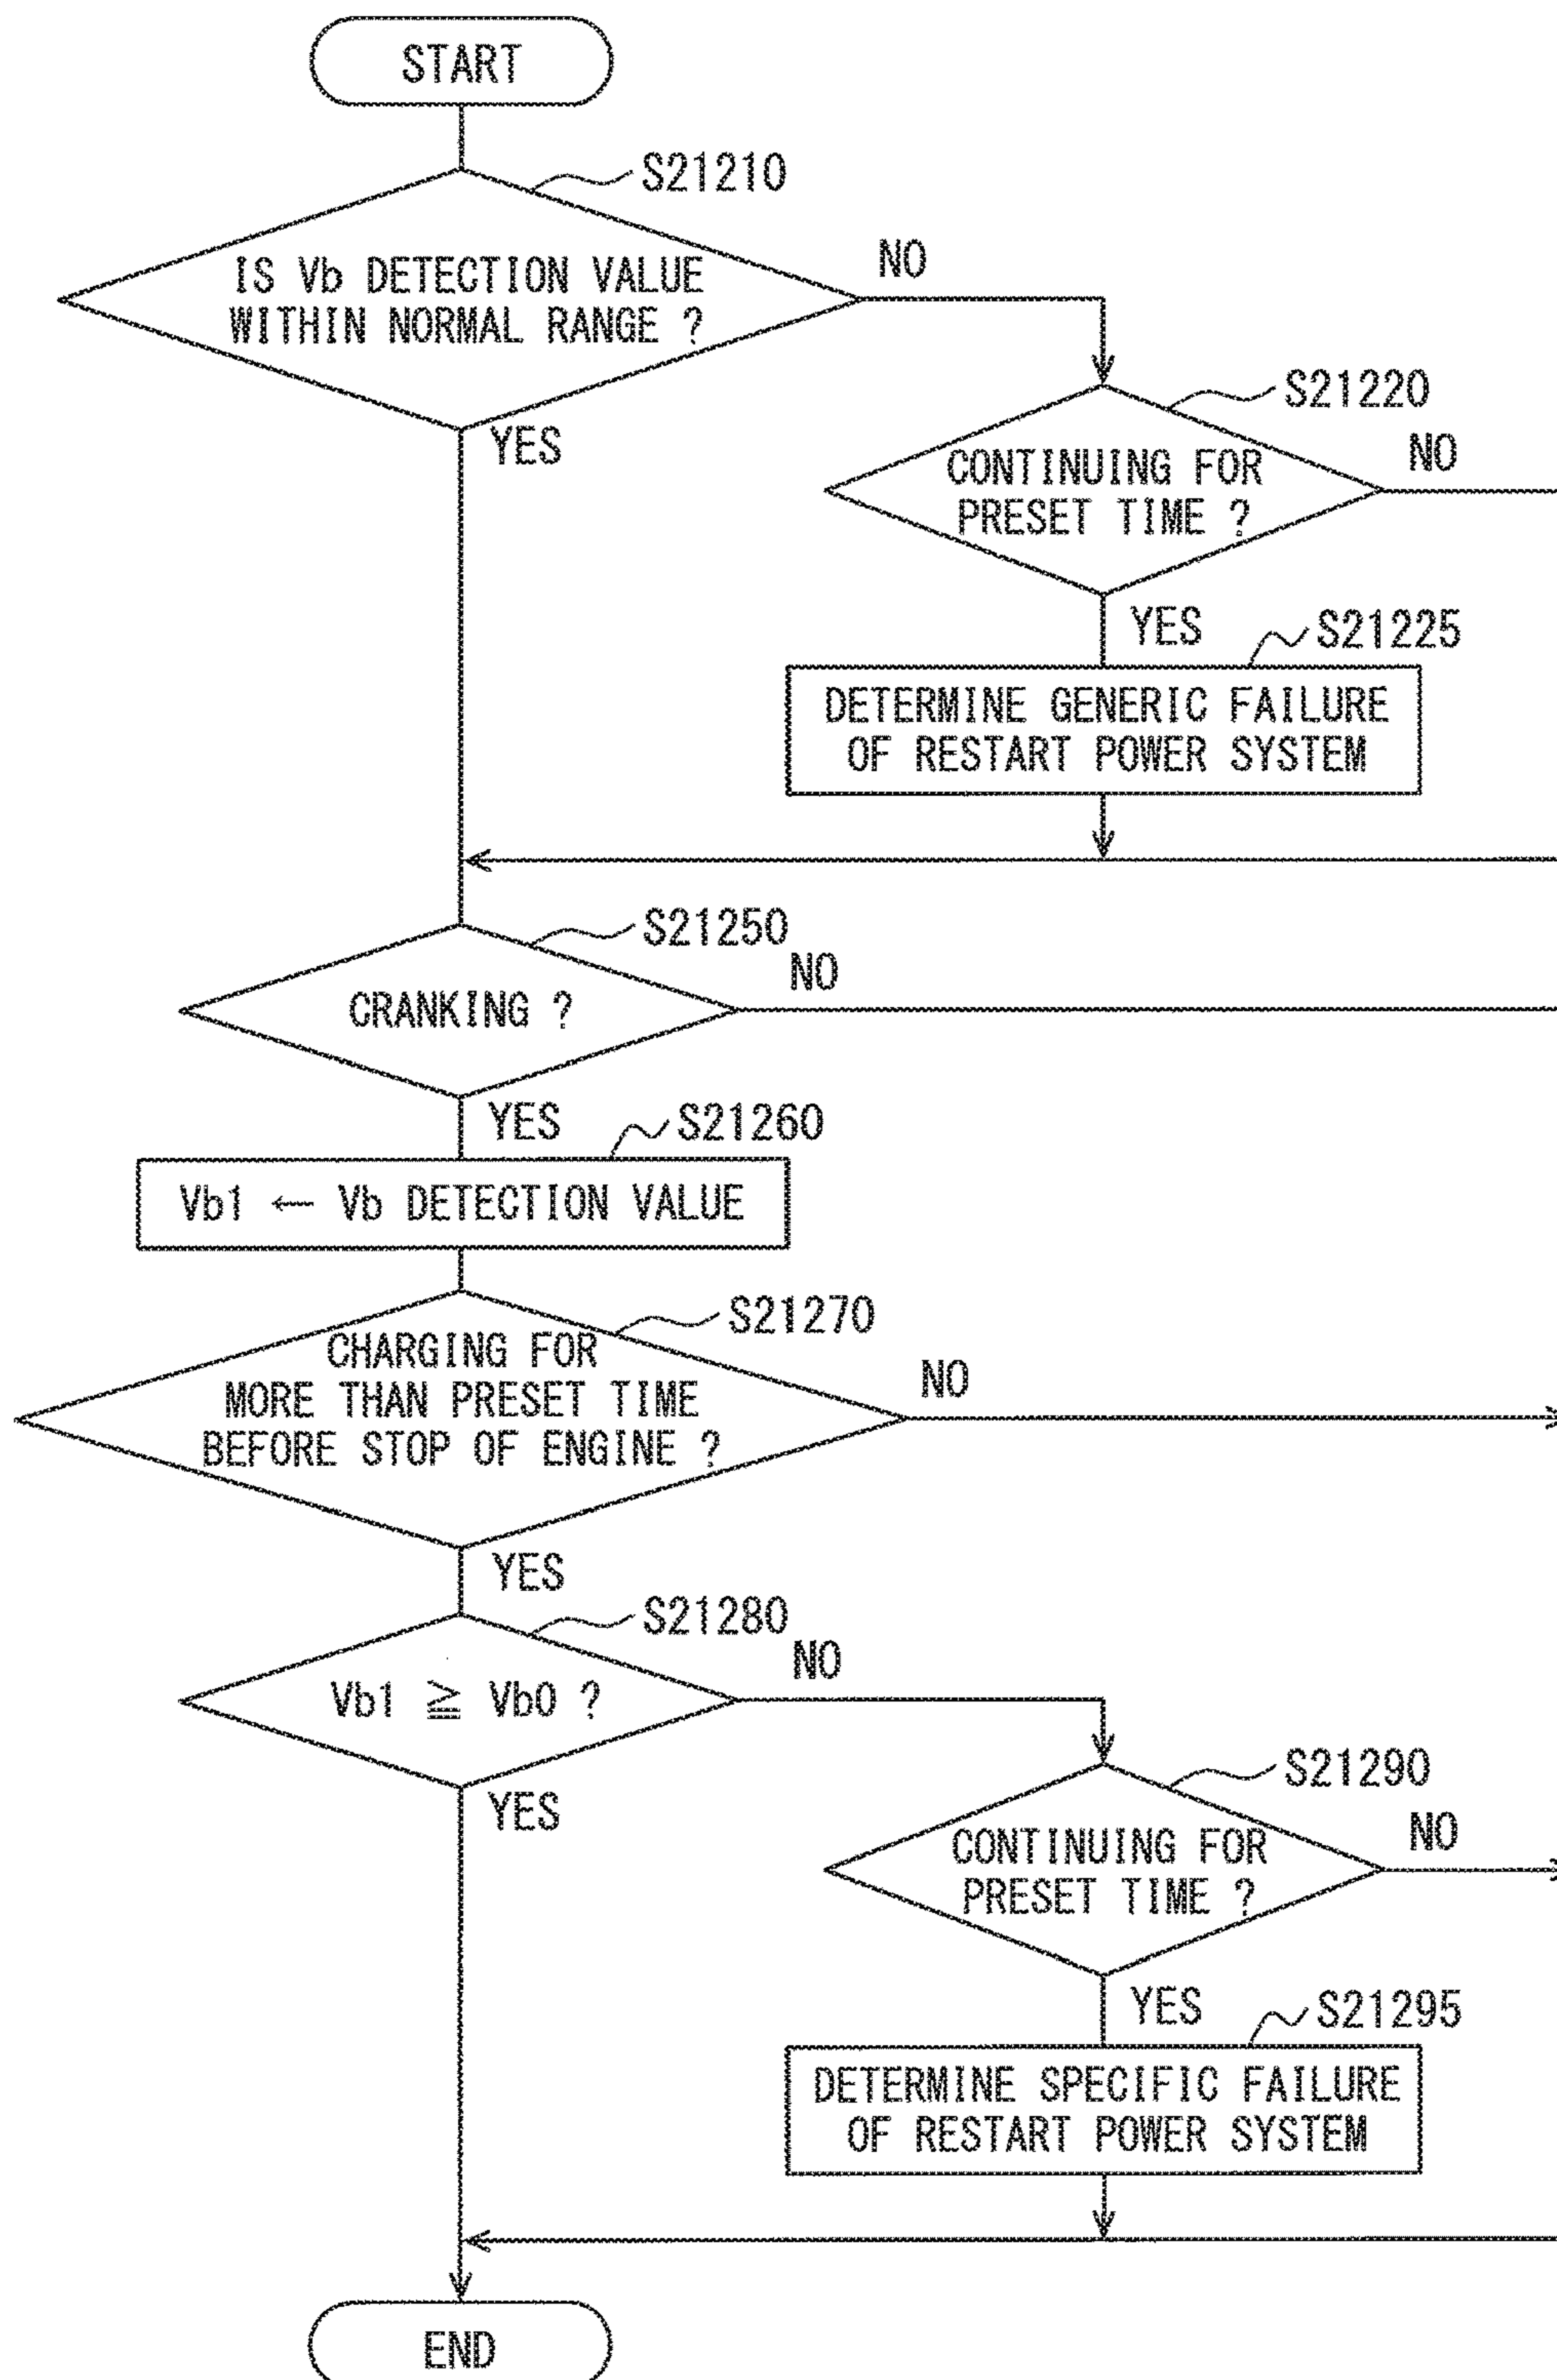 START
S21210
IS Vb DETECTION VALUE
WITHIN NORMAL RANGE ?
NO
YES
S21220
CONTINUING FOR
PRESET TIME ?
NO
YES
S21225
DETERMINE GENERIC FAILURE
OF RESTART POWER SYSTEM
S21250
CRANKING ?
NO
YES
S21260
Vb1 ← Vb DETECTION VALUE
S21270
CHARGING FOR
MORE THAN PRESET TIME
BEFORE STOP OF ENGINE ?
NO
YES
S21280
Vb1 ≧ Vb0 ?
NO
YES
S21290
CONTINUING FOR
PRESET TIME ?
NO
YES
S21295
DETERMINE SPECIFIC FAILURE
OF RESTART POWER SYSTEM
END